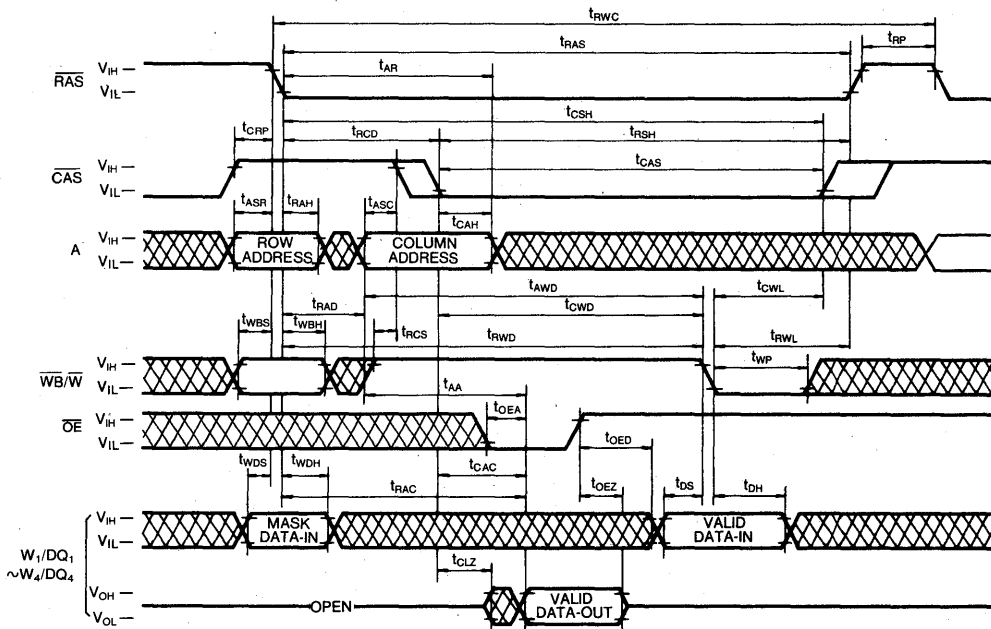 tRWC
tRAS
tRP
tAR
RAS VIH
VIL
tCSH
tCRP
tRCD
tRSH
CAS VIH
VIL
tCAS
tASR
tRAH
tASC
tCAH
A VIH
VIL
ROW ADDRESS
COLUMN ADDRESS
tAWD
tCWL
tRAD
tCWD
tWBS
tWBH
tRCS
tRWD
tRWL
WB/W VIH
VIL
tWP
tAA
OE VIH
VIL
tOEA
tOED
tWDS
tWDH
tCAC
tOEZ
tDS
tDH
tRAC
W1/DQ1
~W4/DQ4
VIH
VIL
MASK DATA-IN
VALID DATA-IN
tCLZ
VOH
VOL
OPEN
VALID DATA-OUT